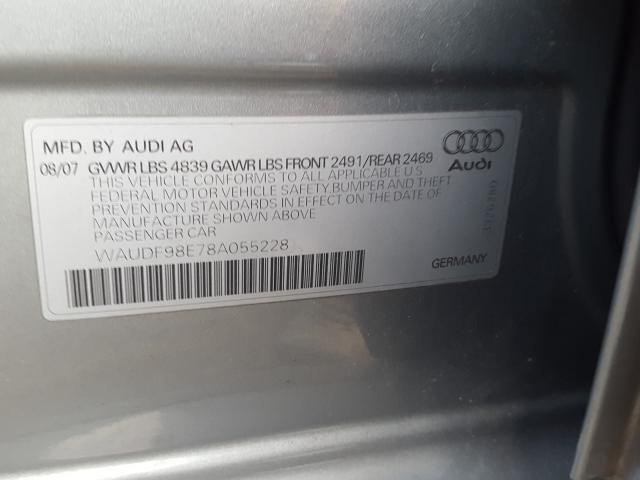 MFD. BY AUDI AG
08/07 GVWR LBS 4839 GAWR LBS FRONT 2491/REAR 2469
THIS VEHICLE CONFORMS TO ALL APPLICABLE U.S
FEDERAL MOTOR VEHICLE SAFETY,BUMPER AND THEFT
PREVENTION STANDARDS IN EFFECT ON THE DATE OF
MANUFACTURE SHOWN ABOVE
PASSENGER CAR
WAUDF98E78A055228
Audi
GERMANY